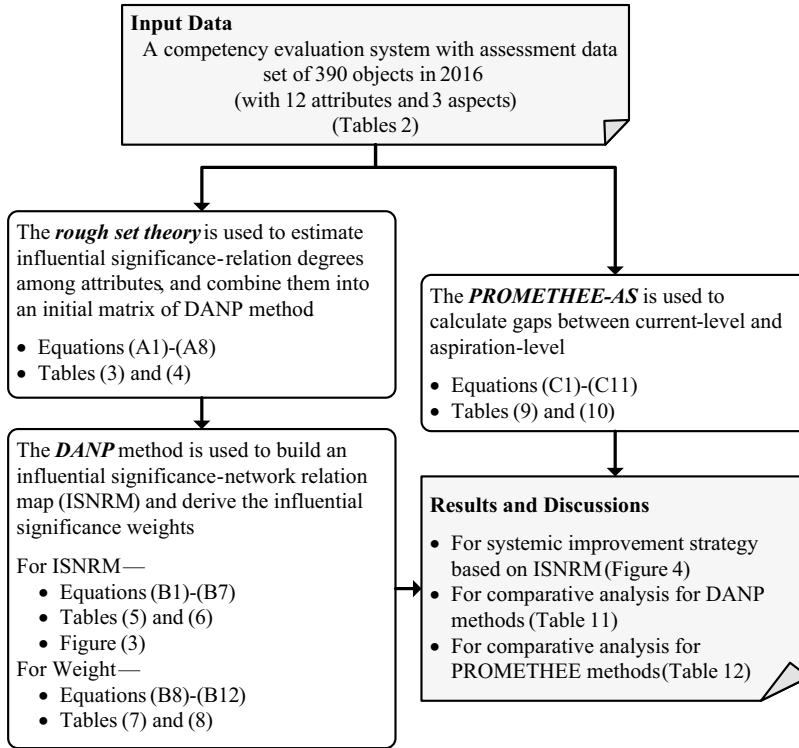 Input Data
A competency evaluation system with assessment data
set of 390 objects in 2016
(with 12 attributes and 3 aspects)
(Tables 2)
The rough set theory is used to estimate
influential significance-relation degrees
among attributes, and combine them into
an initial matrix of DANP method
• Equations (A1)-(A8)
• Tables (3) and (4)
The DANP method is used to build an
influential significance-network relation
map (ISNRM) and derive the influential
significance weights
For ISNRM—
• Equations (B1)-(B7)
• Tables (5) and (6)
• Figure (3)
For Weight—
• Equations (B8)-(B12)
• Tables (7) and (8)
The PROMETHEE-AS is used to
calculate gaps between current-level and
aspiration-level
• Equations (C1)-(C11)
• Tables (9) and (10)
Results and Discussions
• For systemic improvement strategy
based on ISNRM (Figure 4)
• For comparative analysis for DANP
methods (Table 11)
• For comparative analysis for
PROMETHEE methods (Table 12)